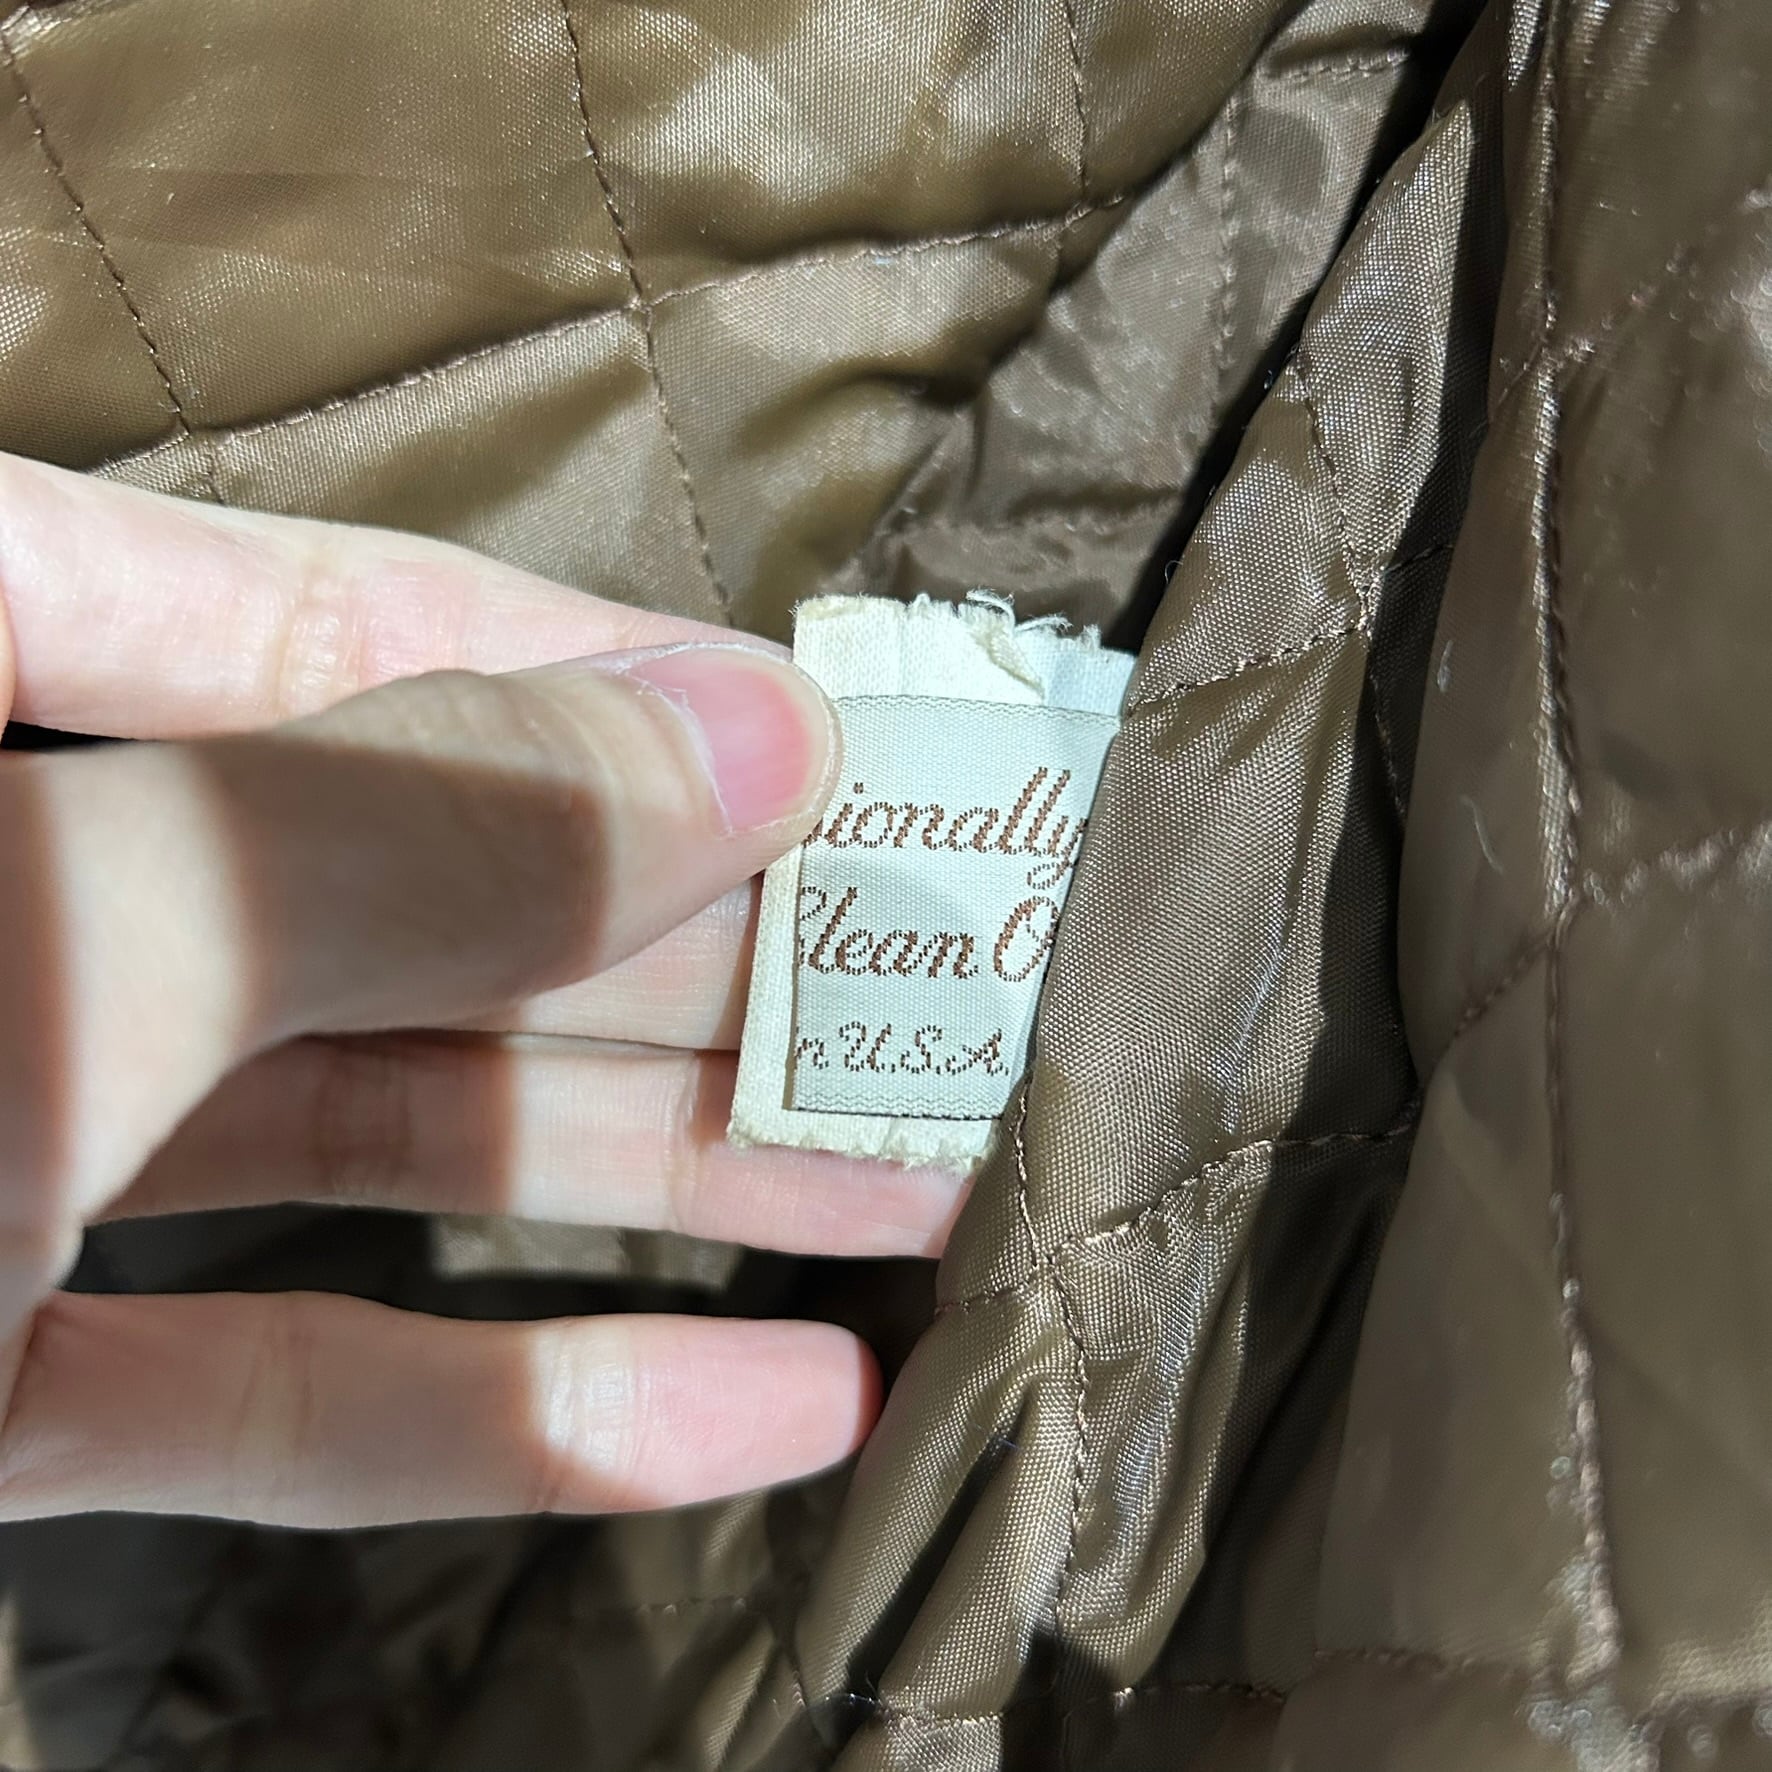 sionally
Clean O
n U.S.A.